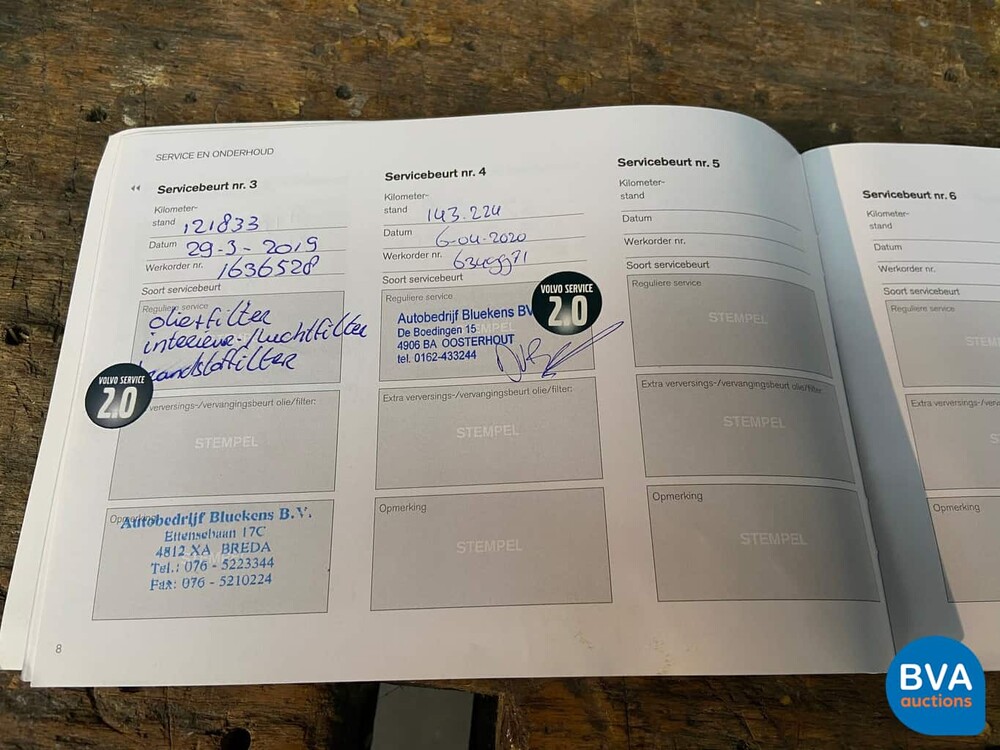 SERVICE EN ONDERHOUD
Servicebeurt nr. 3
Kilometer-
stand 121833
Datum 29-3-2019
Werkorder nr. 1636528
Soort servicebeurt
Reguliere service
olie+filter
interieur-/luchtfilter
VOLVO SERVICE
2.0
verversings-/vervangingsbeurt olie/filter:
STEMPEL
Opmerking
Autobedrijf Bluekens B.V.
Ettensebaan 17C
4812 XA BREDA
Tel.: 076 - 5223344
Fax: 076 - 5210224
8
Servicebeurt nr. 4
Kilometer-
stand 143.224
Datum 6-04-2020
Werkorder nr.
Soort servicebeurt
Reguliere service
Autobedrijf Bluekens BV
De Boedingen 15
4906 BA OOSTERHOUT
tel. 0162-433244
VOLVO SERVICE
2.0
Extra verversings-/vervangingsbeurt olie/filter:
STEMPEL
Opmerking
STEMPEL
Servicebeurt nr. 5
Kilometer-
stand
Datum
Werkorder nr.
Soort servicebeurt
Reguliere service
STEMPEL
Extra verversings-/vervangingsbeurt olie/filter:
STEMPEL
Opmerking
STEMPEL
Servicebeurt nr. 6
Kilometer-
stand
Datum
Werkorder nr.
Soort servicebeurt
Reguliere service
Extra verversings-/vervangings
Opmerking
BVA
auctions